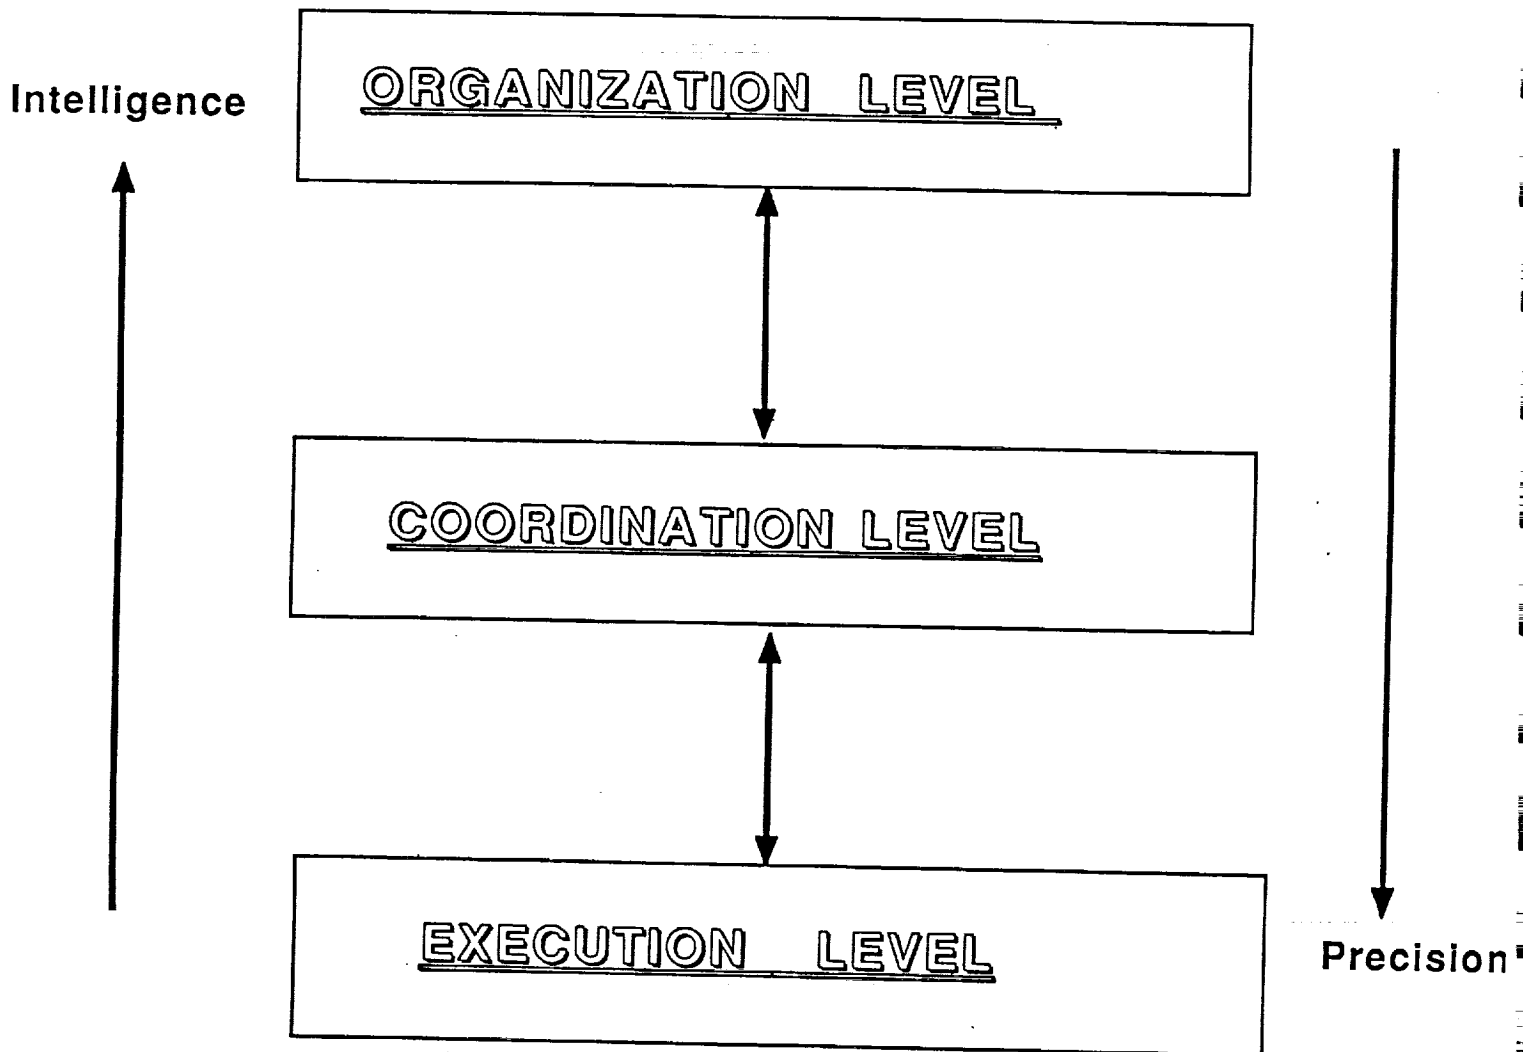 Intelligence
ORGANIZATION LEVEL
COORDINATION LEVEL
EXECUTION LEVEL
Precision